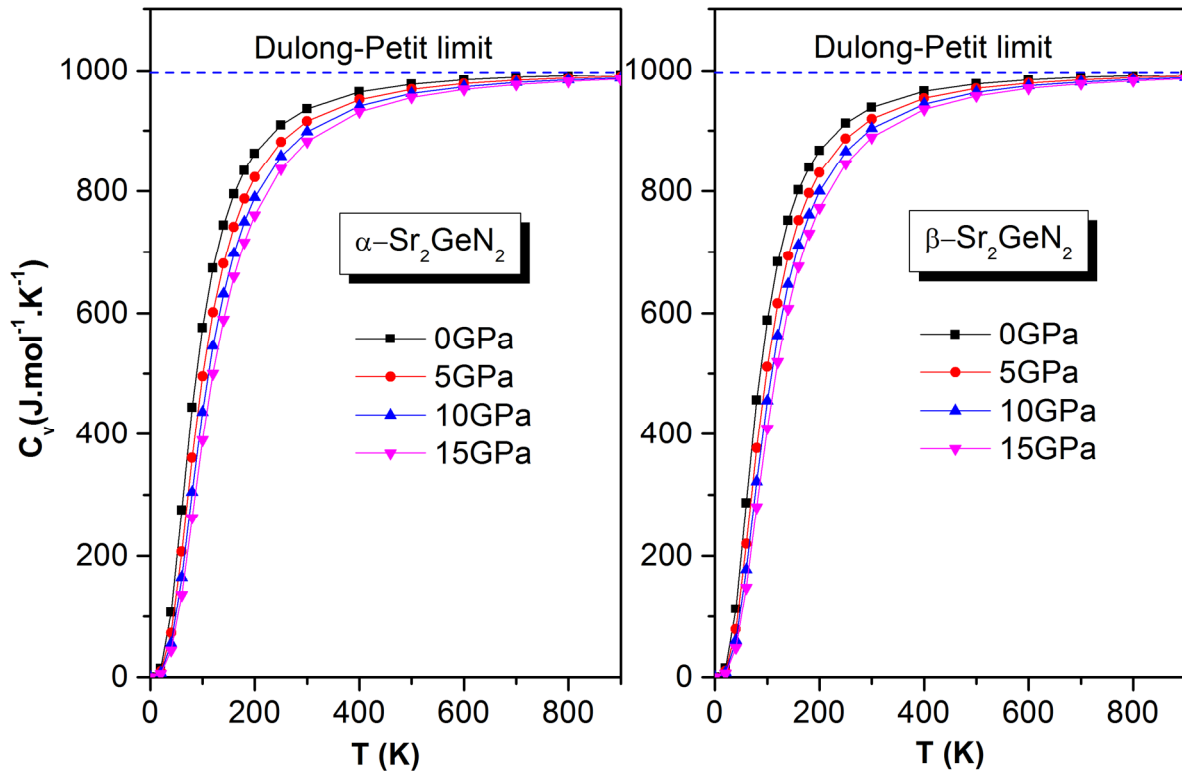 Dulong-Petit limit
1000
800
600
400
200
0
C_v(J.mol⁻¹.K⁻¹)
α–Sr₂GeN₂
0GPa
5GPa
10GPa
15GPa
0 200 400 600 800
T (K)
Dulong-Petit limit
1000
800
600
400
200
0
β–Sr₂GeN₂
0GPa
5GPa
10GPa
15GPa
0 200 400 600 800
T (K)